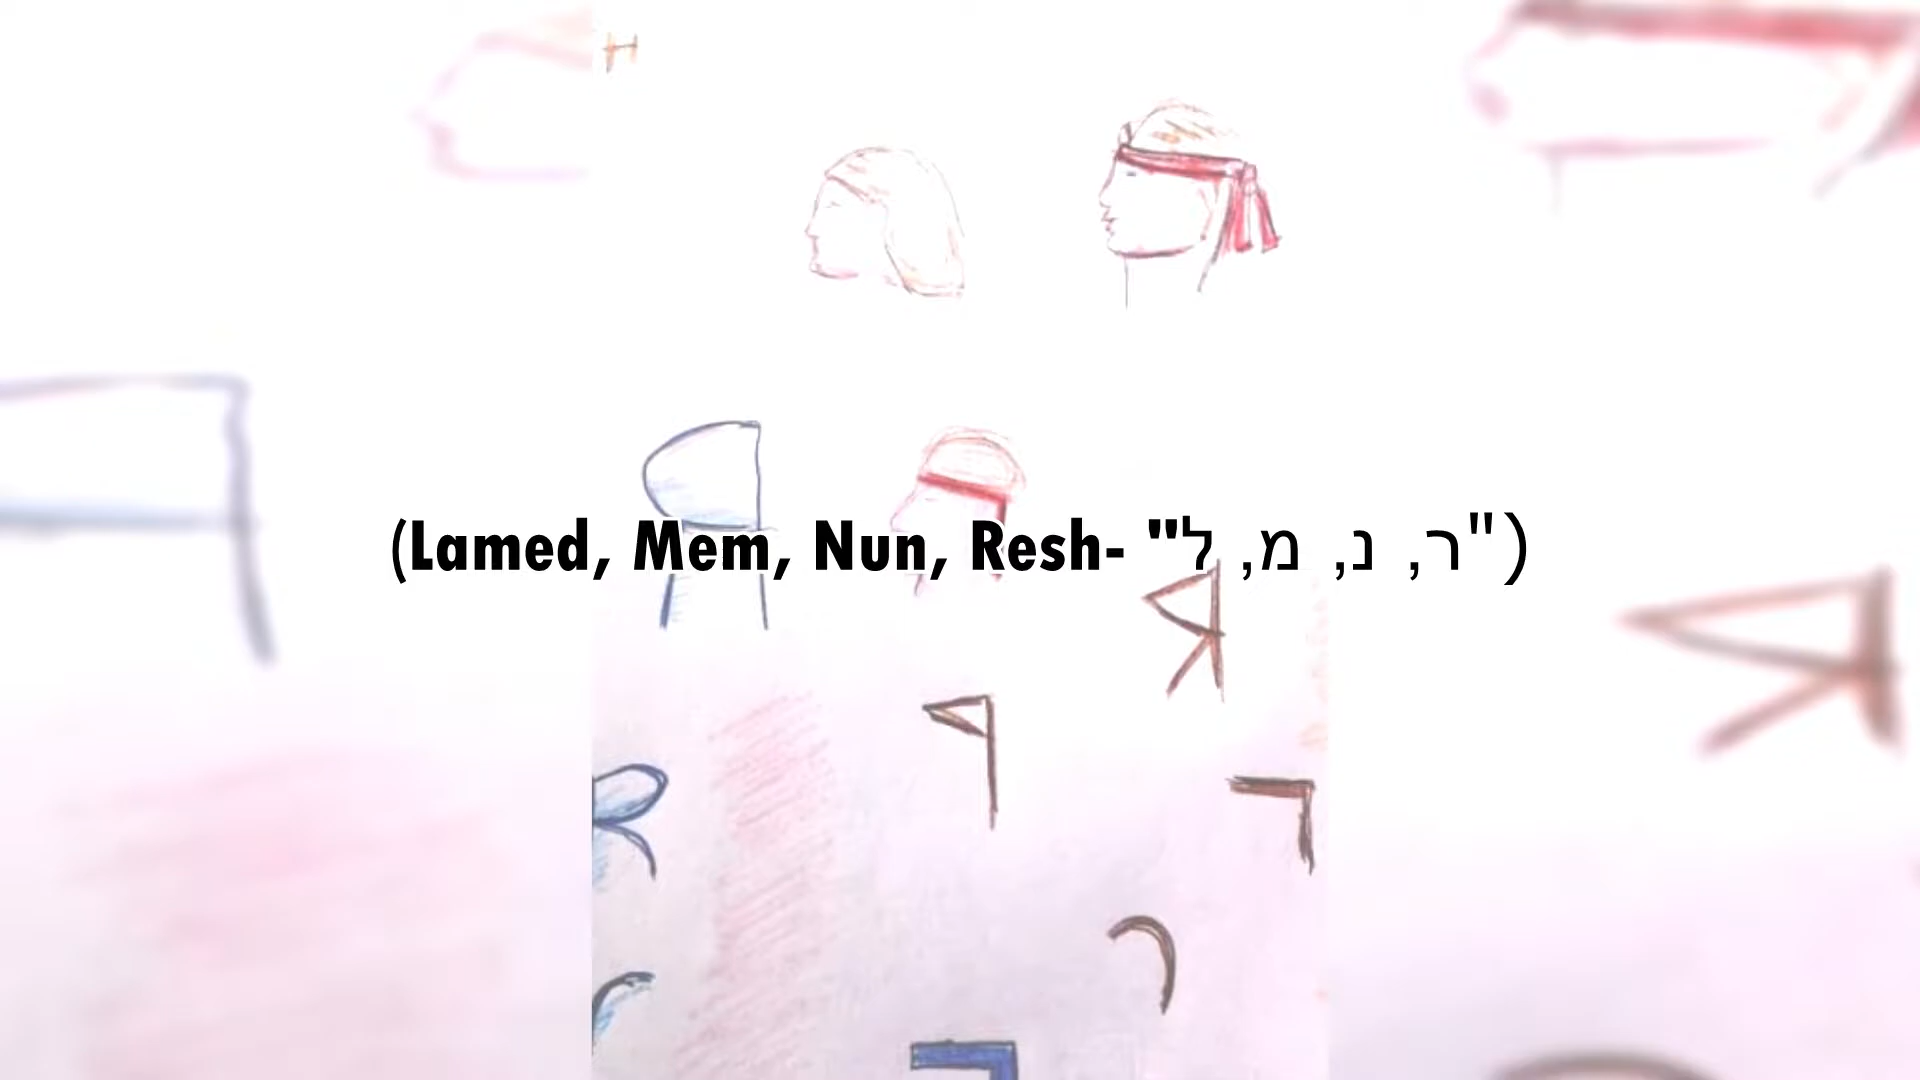 (Lamed, Mem, Nun, Resh- "ר, נ, מ, ל")